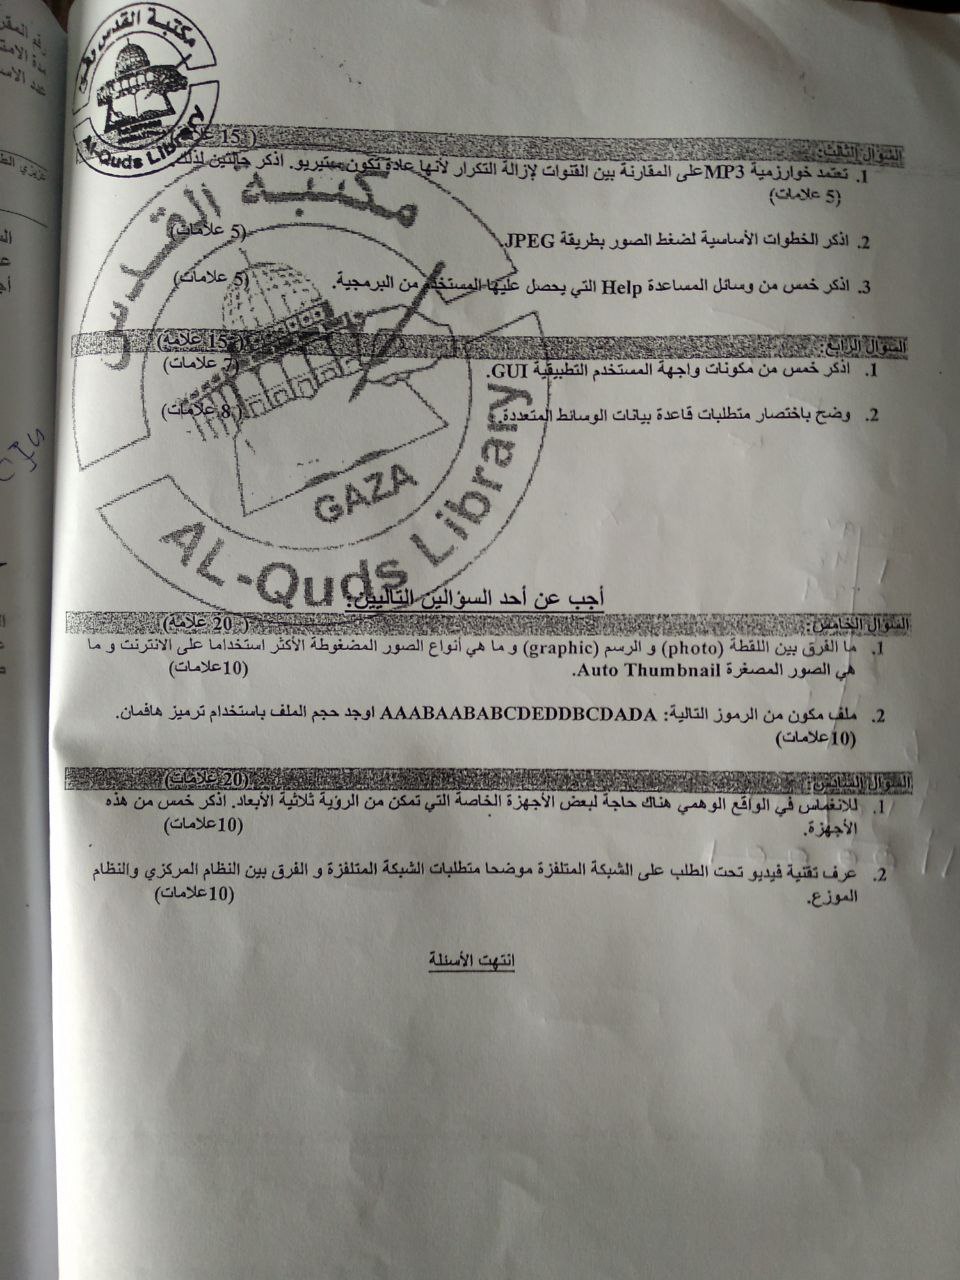 مكتبة القدس
Al-Quds Library
مكتبة القدس
GAZA
AL-Quds Library
السؤال الثالث: ( 15 علامة)
1. تعتمد خوارزمية MP3 على المقارنة بين القنوات لإزالة التكرار لأنها عادة تكون ستيريو. اذكر حالتين لذلك
(5 علامات)
2. اذكر الخطوات الأساسية لضغط الصور بطريقة JPEG. (5 علامات)
3. اذكر خمس من وسائل المساعدة Help التي يحصل عليها المستخدم من البرمجية. (5 علامات)
السؤال الرابع: ( 15 علامة)
1. اذكر خمس من مكونات واجهة المستخدم التطبيقية GUI. (7 علامات)
2. وضح باختصار متطلبات قاعدة بيانات الوسائط المتعددة. ( 8 علامات)
أجب عن أحد السؤالين التاليين:
السؤال الخامس: ( 20 علامة)
1. ما الفرق بين اللقطة (photo) و الرسم (graphic) و ما هي أنواع الصور المضغوطة الأكثر استخداما على الانترنت و ما
هي الصور المصغرة Auto Thumbnail. (10علامات)
2. ملف مكون من الرموز التالية: AAABAABABCDEDDBCDADA اوجد حجم الملف باستخدام ترميز هافمان.
(10علامات)
السؤال السادس: (20 علامات)
1. للانغماس في الواقع الوهمي هناك حاجة لبعض الأجهزة الخاصة التي تمكن من الرؤية ثلاثية الأبعاد. اذكر خمس من هذه
الأجهزة. (10علامات)
2. عرف تقنية فيديو تحت الطلب على الشبكة المتلفزة موضحا متطلبات الشبكة المتلفزة و الفرق بين النظام المركزي والنظام
الموزع. (10علامات)
انتهت الأسئلة